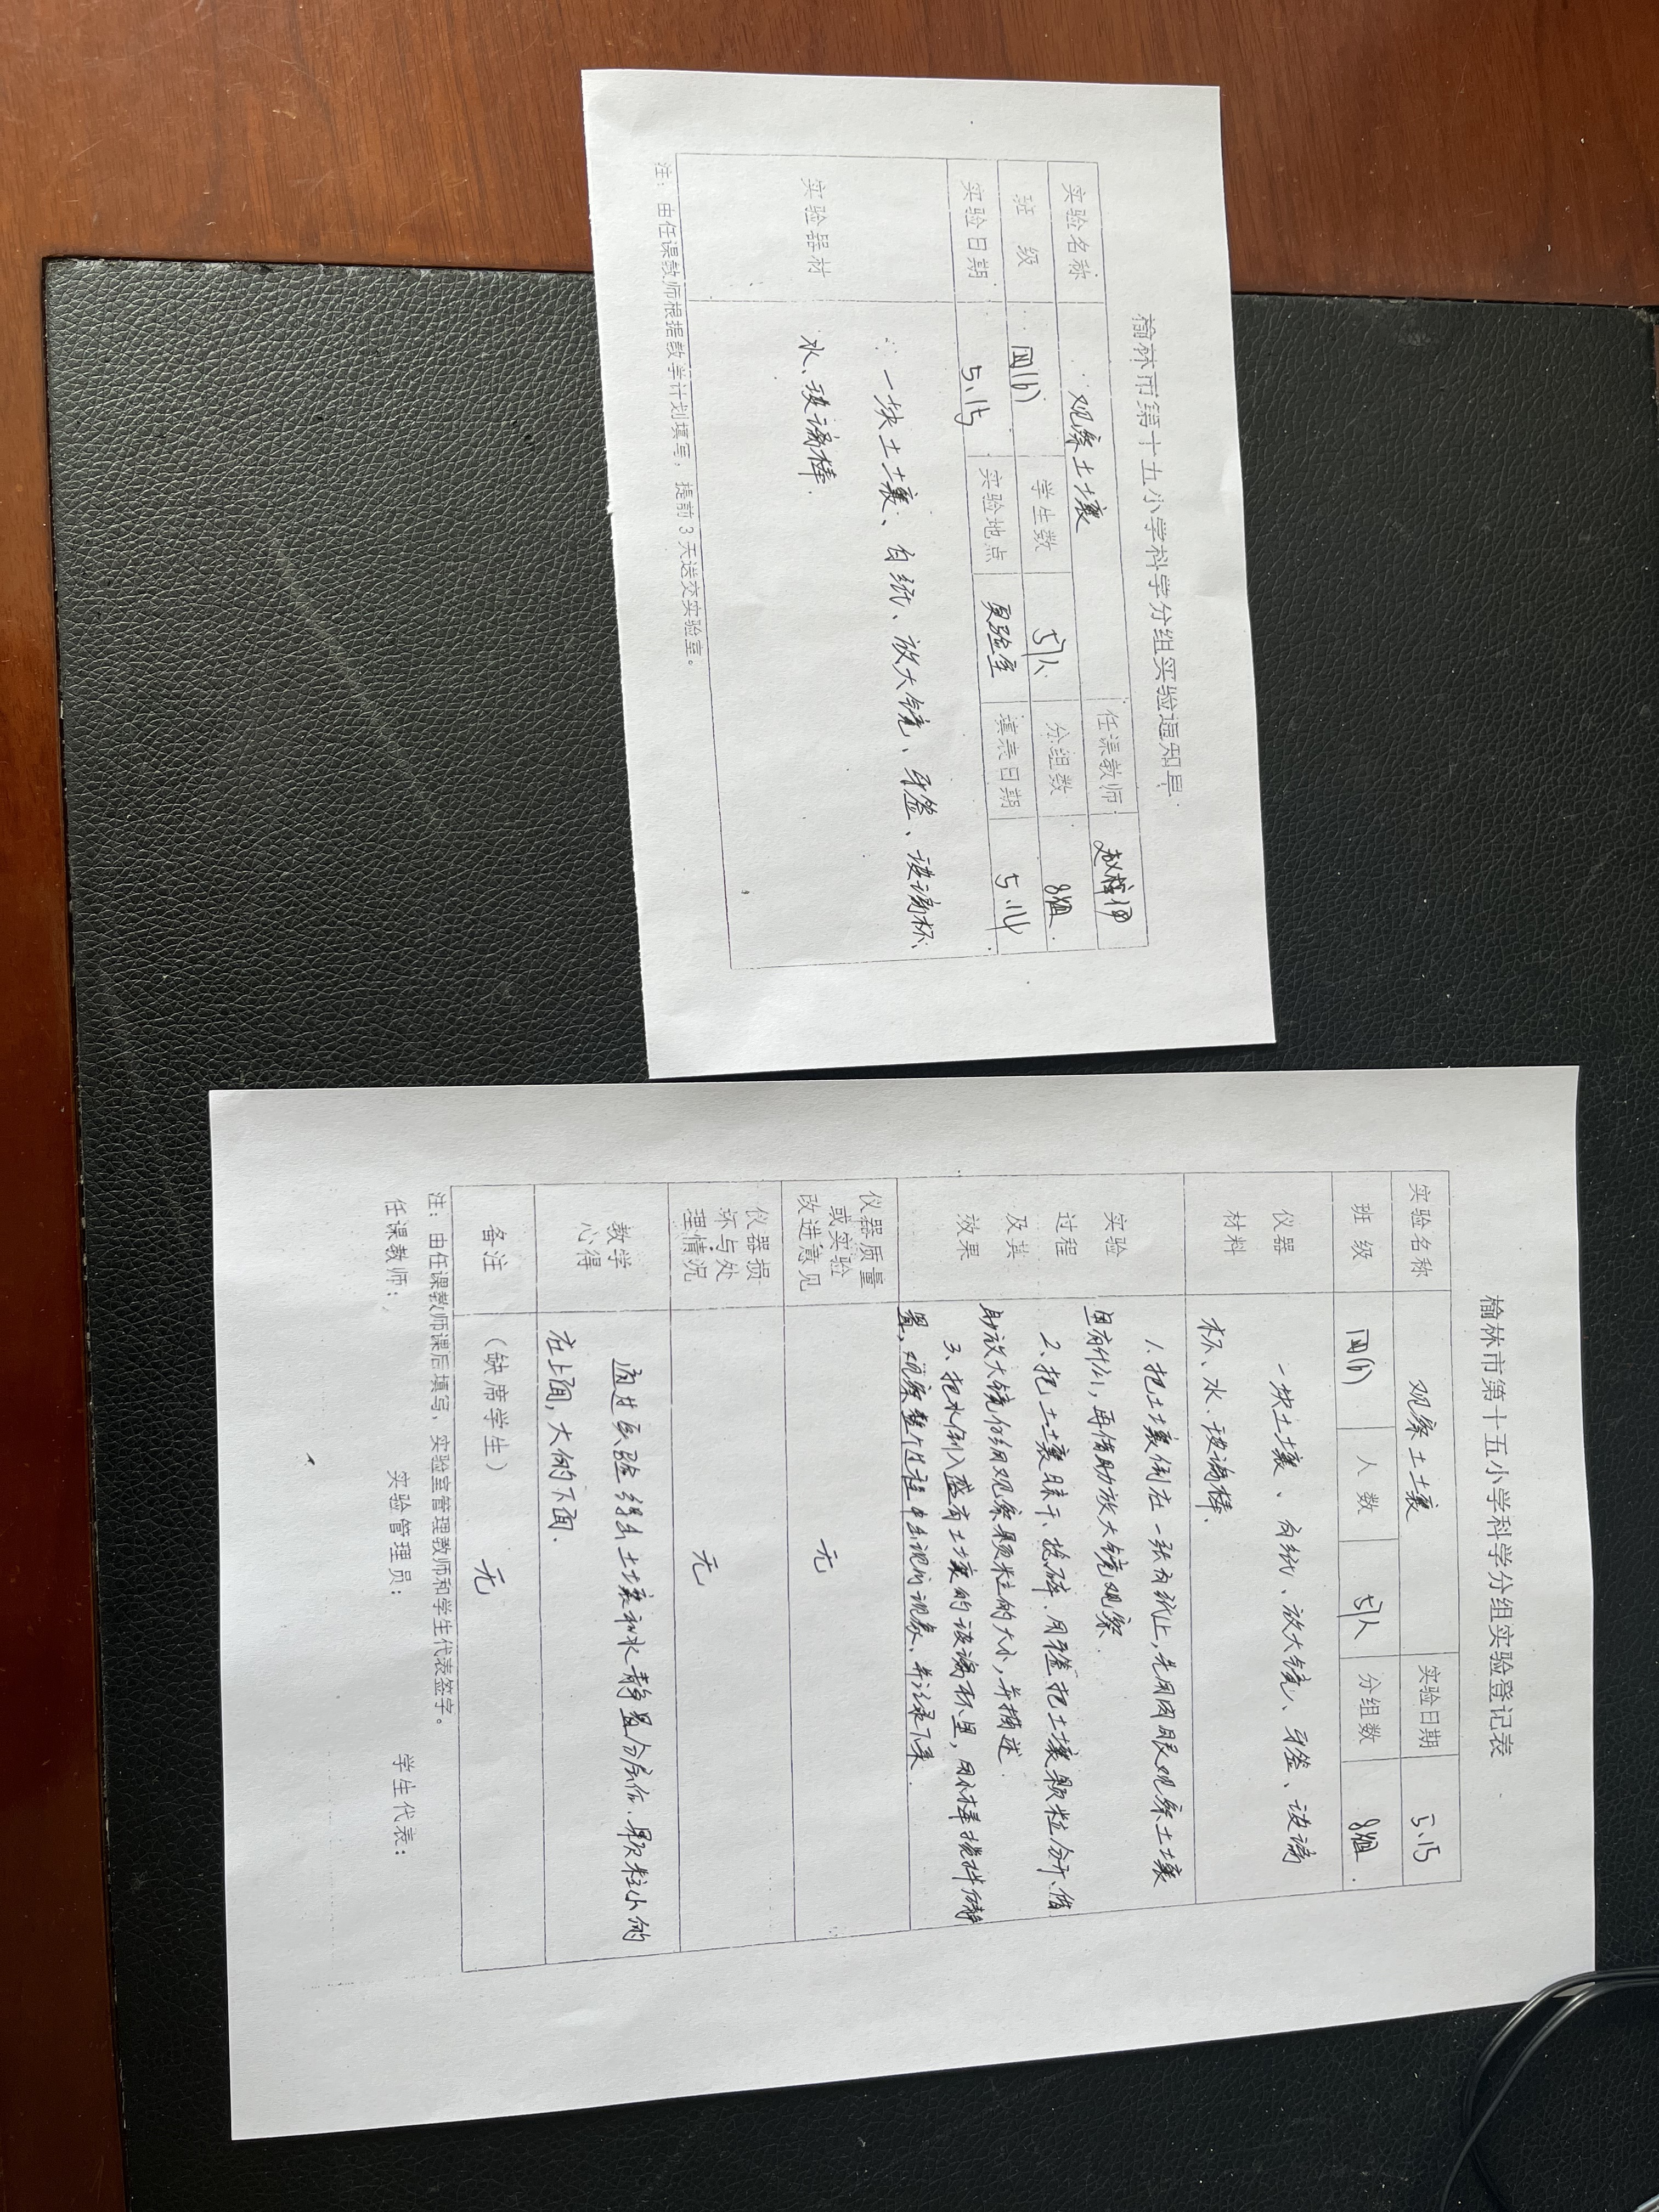 榆林市第十五小学科学分组实验通知单
实验名称 观察土壤 任课教师
班 级 四(6) 学生数 51人 分组数 8组.
实验日期 5.15 实验地点 实验室 填表日期 5.14
实验器材
一块土壤、白纸、放大镜、牙签、玻璃杯、
水、玻璃棒.
注：由任课教师根据教学计划填写，提前 3 天送交实验室。
榆林市第十五小学科学分组实验登记表
实验名称 观察土壤 实验日期 5.15
班 级 四(6) 人 数 51人 分组数 8组.
仪器
材料
一块土壤、白纸、放大镜、牙签、玻璃
杯、水、玻璃棒.
实验
过程
及其
效果
1、把土壤倒在一张白纸上,先用肉眼观察土壤
里有什么,再借助放大镜观察.
2、把土壤晾干、捻碎.用牙签把土壤颗粒分开、借
助放大镜仔细观察颗粒的大小,并描述.
3、把水倒入盛有土壤的玻璃杯里,用木棒搅拌后静
置,观察整个过程中出现的现象,并记录下来.
仪器质量
或实验
改进意见
无
仪器损
坏与处
理情况
无
教学
心得
通过实验得出土壤和水静置分层后,颗粒小的
在上面,大的下面.
备注 （缺席学生） 无
注：由任课教师课后填写，实验室管理教师和学生代表签字。
任课教师： 实验管理员： 学生代表：